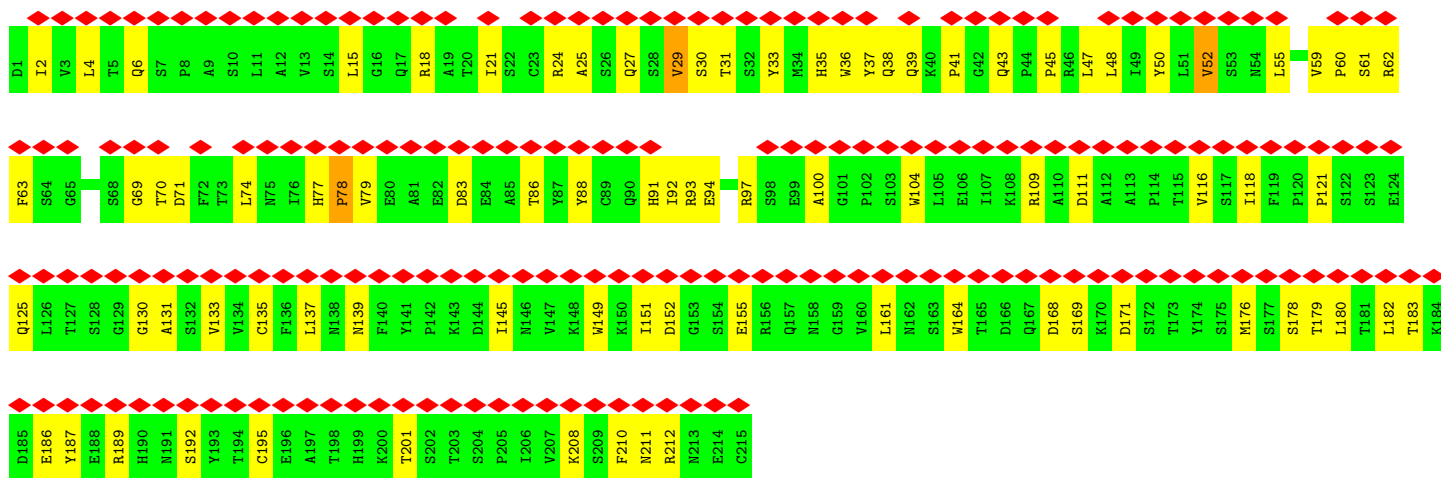 D1 I2 V3 L4 T5 Q6 S7 P8 A9 S10 L11 A12 V13 S14 L15 G16 Q17 R18 A19 T20 I21 S22 C23 R24 A25 S26 Q27 S28 V29 S30 T31 S32 Y33 M34 H35 W36 Y37 Q38 Q39 K40 P41 G42 Q43 P44 P45 R46 L47 L48 I49 Y50 L51 V52 S53 N54 L55 V59 P60 S61 R62
F63 S64 G65 S68 G69 T70 D71 F72 T73 L74 N75 I76 H77 P78 V79 E80 A81 E82 D83 E84 A85 T86 Y87 Y88 C89 Q90 H91 I92 R93 E94 R97 S98 E99 A100 G101 P102 S103 W104 L105 E106 I107 K108 R109 A110 D111 A112 A113 P114 T115 V116 S117 I118 F119 P120 P121 S122 S123 E124
Q125 L126 T127 S128 G129 G130 A131 S132 V133 V134 C135 F136 L137 N138 N139 F140 Y141 P142 K143 D144 I145 N146 V147 K148 W149 K150 I151 D152 G153 S154 E155 R156 Q157 N158 G159 V160 L161 N162 S163 W164 T165 D166 Q167 D168 S169 K170 D171 S172 T173 Y174 S175 M176 S177 S178 T179 L180 T181 L182 T183 K184
D185 E186 Y187 E188 R189 H190 N191 S192 Y193 T194 C195 E196 A197 T198 H199 K200 T201 S202 T203 S204 P205 I206 V207 K208 S209 F210 N211 R212 N213 E214 C215